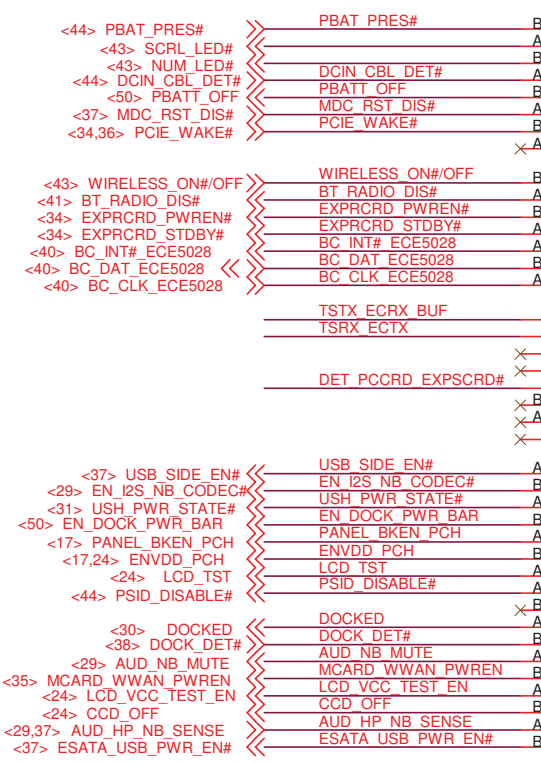 <44> PBAT_PRES# PBAT_PRES# B
<43> SCRL_LED# A
<43> NUM_LED# B
<44> DCIN_CBL_DET# DCIN_CBL_DET# A
<50> PBATT_OFF PBATT_OFF B
<37> MDC_RST_DIS# MDC_RST_DIS# A
<34,36> PCIE_WAKE# PCIE_WAKE# B
A
<43> WIRELESS_ON#/OFF WIRELESS_ON#/OFF B
<41> BT_RADIO_DIS# BT_RADIO_DIS# A
<34> EXPRCRD_PWREN# EXPRCRD_PWREN# B
<34> EXPRCRD_STDBY# EXPRCRD_STDBY# A
<40> BC_INT#_ECE5028 BC_INT#_ECE5028 A
<40> BC_DAT_ECE5028 BC_DAT_ECE5028 B
<40> BC_CLK_ECE5028 BC_CLK_ECE5028 A
TSTX_ECRX_BUF
TSRX_ECTX
DET_PCCRD_EXPSCRD#
B
A
<37> USB_SIDE_EN# USB_SIDE_EN# A
<29> EN_I2S_NB_CODEC# EN_I2S_NB_CODEC# B
<31> USH_PWR_STATE# USH_PWR_STATE# A
<50> EN_DOCK_PWR_BAR EN_DOCK_PWR_BAR B
<17> PANEL_BKEN_PCH PANEL_BKEN_PCH A
<17,24> ENVDD_PCH ENVDD_PCH B
<24> LCD_TST LCD_TST A
<44> PSID_DISABLE# PSID_DISABLE# A
B
<30> DOCKED DOCKED A
<38> DOCK_DET# DOCK_DET# B
<29> AUD_NB_MUTE AUD_NB_MUTE A
<35> MCARD_WWAN_PWREN MCARD_WWAN_PWREN B
<24> LCD_VCC_TEST_EN LCD_VCC_TEST_EN A
<24> CCD_OFF CCD_OFF B
<29,37> AUD_HP_NB_SENSE AUD_HP_NB_SENSE A
<37> ESATA_USB_PWR_EN# ESATA_USB_PWR_EN# B